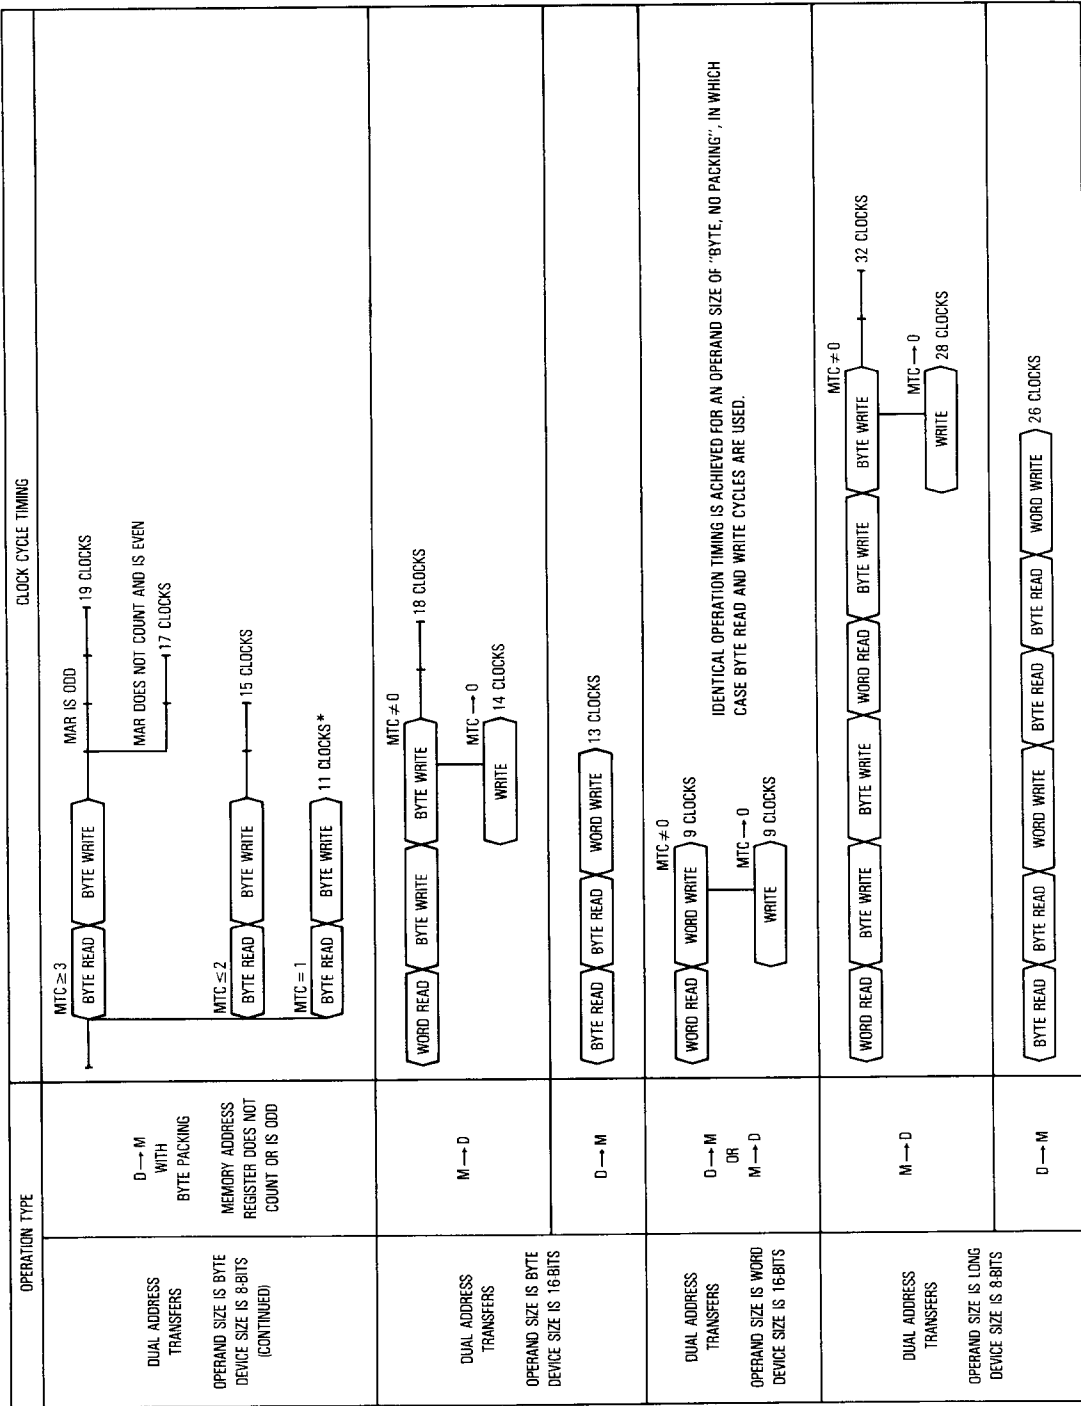 OPERATION TYPE
CLOCK CYCLE TIMING
DUAL ADDRESS
TRANSFERS
OPERAND SIZE IS BYTE
DEVICE SIZE IS 8-BITS
(CONTINUED)
D→M
WITH
BYTE PACKING
MEMORY ADDRESS
REGISTER DOES NOT
COUNT OR IS ODD
MTC ≥ 3
BYTE READ
BYTE WRITE
MAR IS ODD
19 CLOCKS
MAR DOES NOT COUNT AND IS EVEN
17 CLOCKS
MTC ≤ 2
BYTE READ
BYTE WRITE
15 CLOCKS
MTC = 1
BYTE READ
BYTE WRITE
11 CLOCKS*
DUAL ADDRESS
TRANSFERS
OPERAND SIZE IS BYTE
DEVICE SIZE IS 16-BITS
M→D
WORD READ
BYTE WRITE
BYTE WRITE
MTC ≠ 0
18 CLOCKS
MTC→0
WRITE
14 CLOCKS
D→M
BYTE READ
BYTE READ
WORD WRITE
13 CLOCKS
DUAL ADDRESS
TRANSFERS
OPERAND SIZE IS WORD
DEVICE SIZE IS 16-BITS
D→M
OR
M→D
WORD READ
WORD WRITE
MTC ≠ 0
9 CLOCKS
MTC→0
WRITE
9 CLOCKS
IDENTICAL OPERATION TIMING IS ACHIEVED FOR AN OPERAND SIZE OF "BYTE, NO PACKING", IN WHICH
CASE BYTE READ AND WRITE CYCLES ARE USED.
DUAL ADDRESS
TRANSFERS
OPERAND SIZE IS LONG
DEVICE SIZE IS 8-BITS
M→D
WORD READ
BYTE WRITE
BYTE WRITE
WORD READ
BYTE WRITE
BYTE WRITE
MTC ≠ 0
32 CLOCKS
MTC→0
WRITE
28 CLOCKS
D→M
BYTE READ
BYTE READ
WORD WRITE
BYTE READ
BYTE READ
WORD WRITE
26 CLOCKS